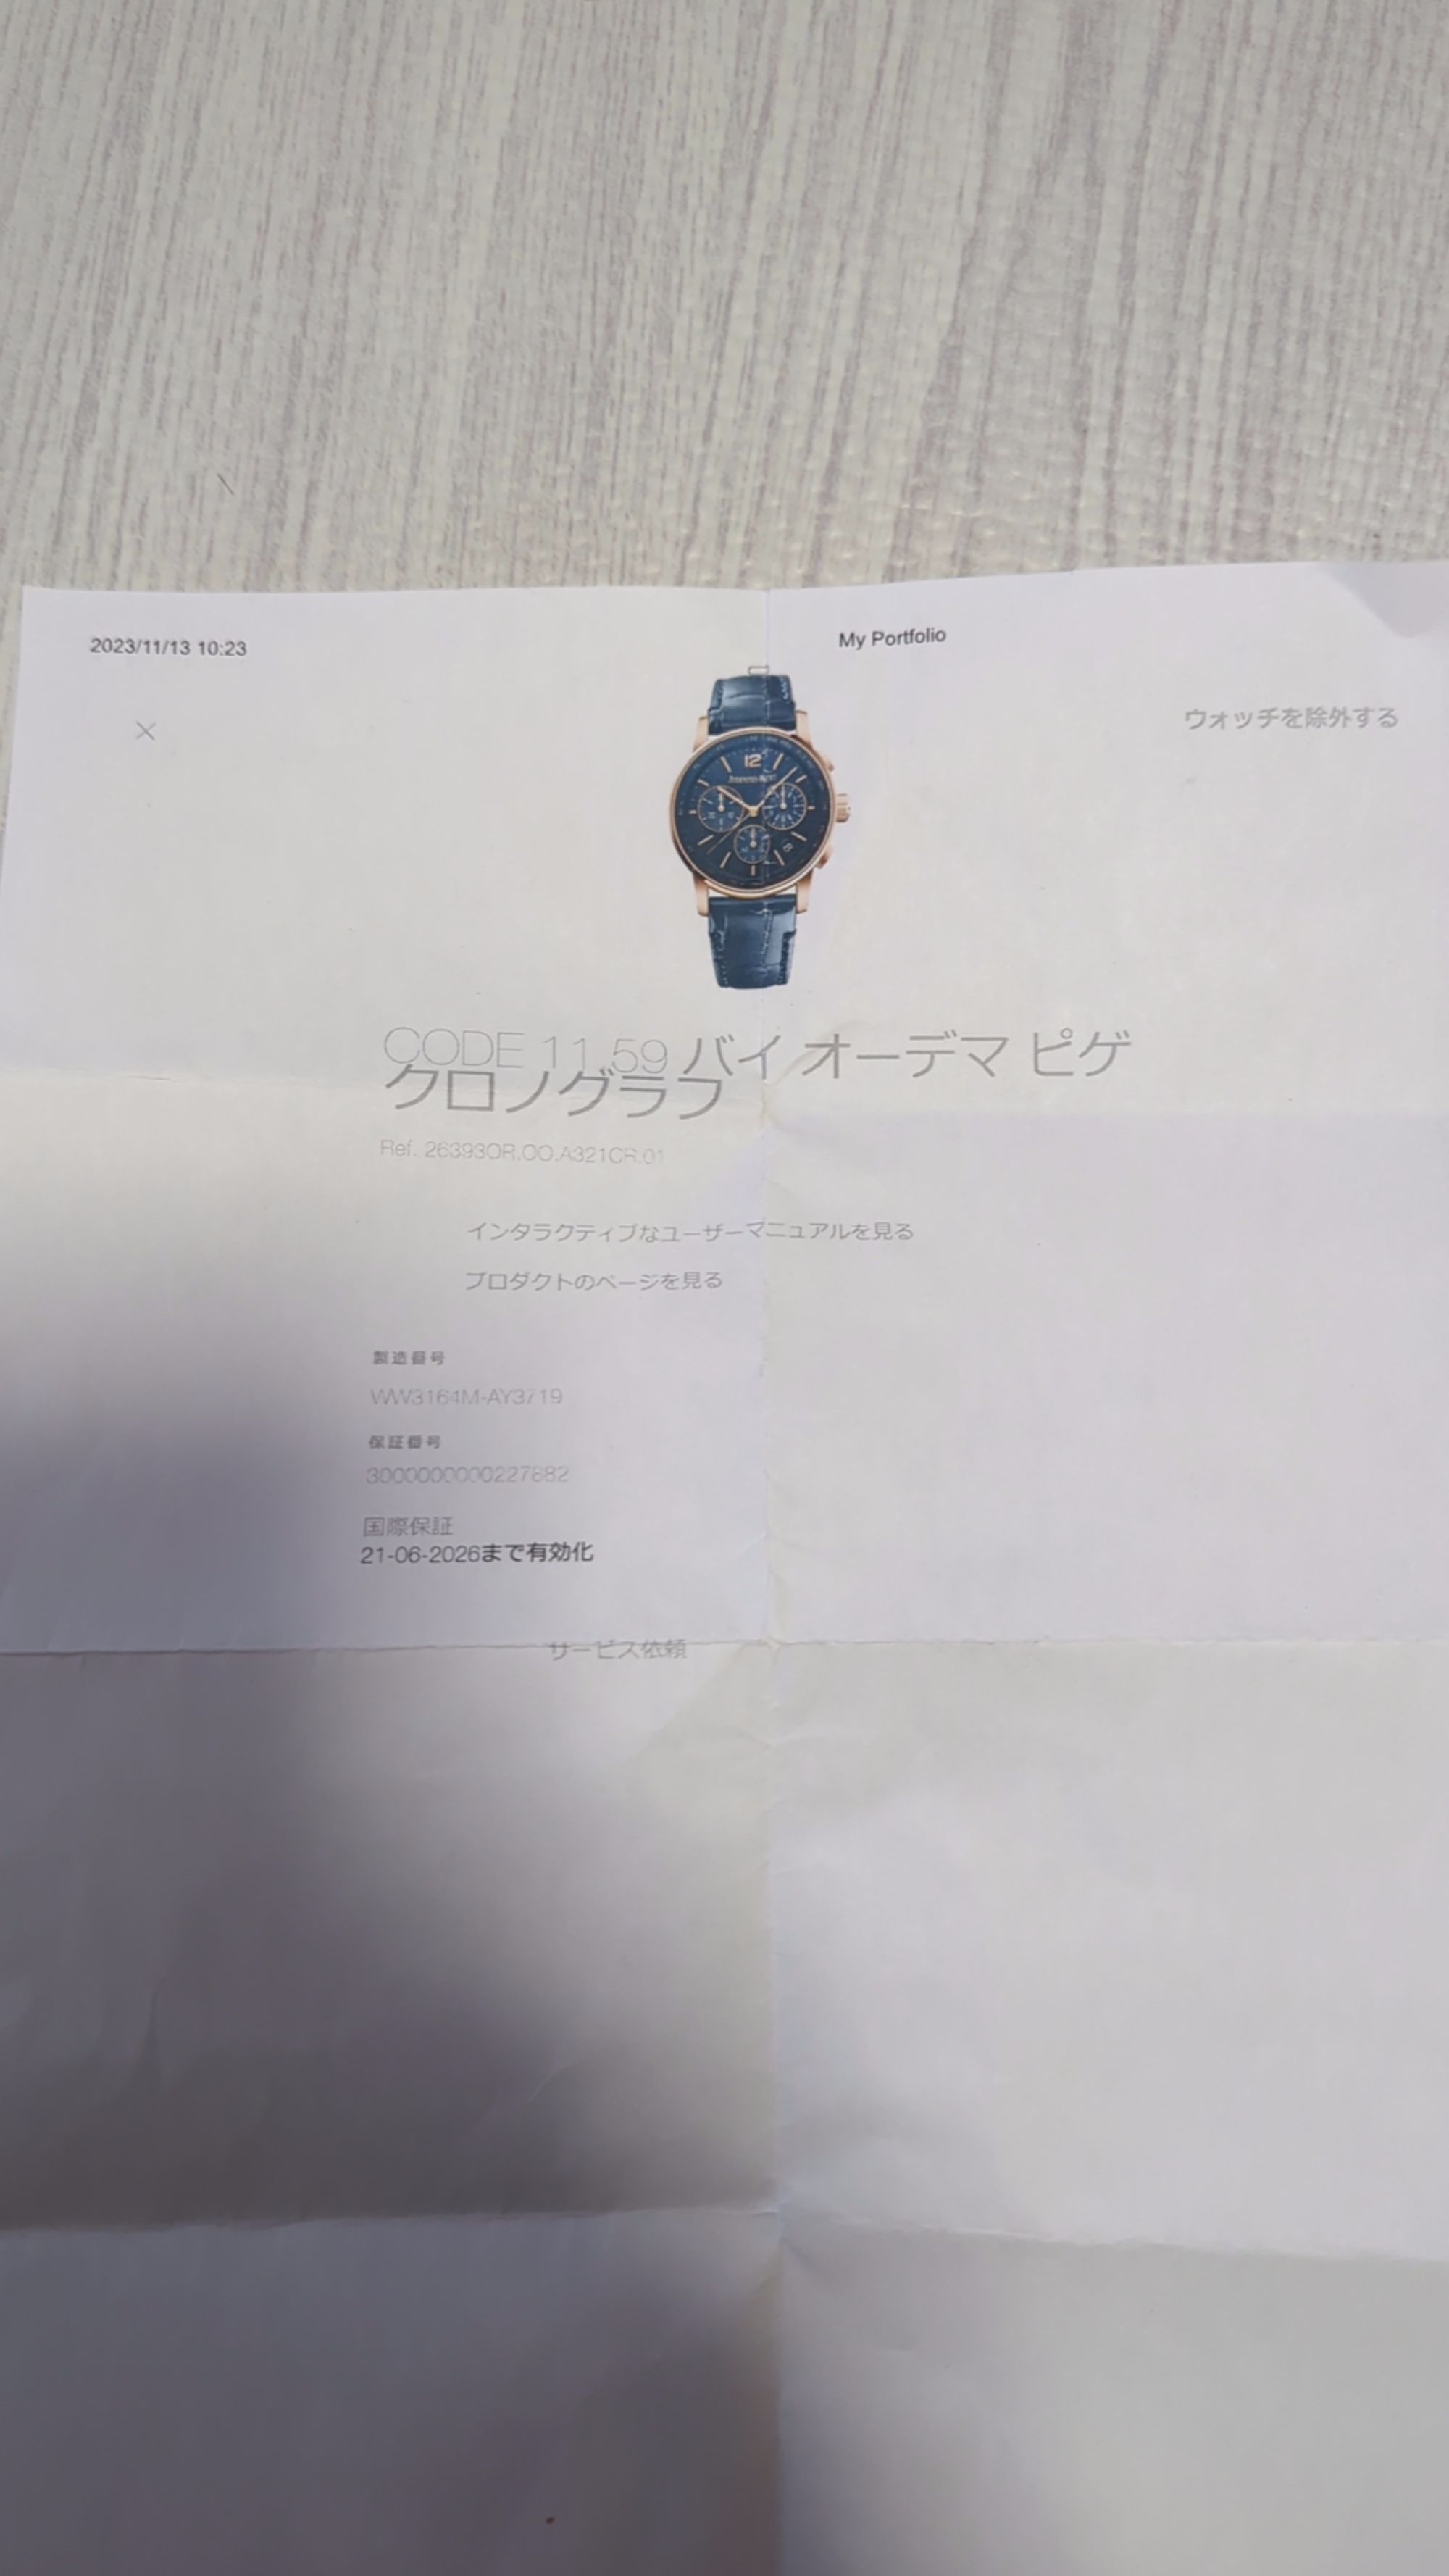 2023/11/13 10:23
My Portfolio
ウォッチを除外する
12
CODE 11.59 バイ オーデマ ピゲ
クロノグラフ
Ref. 26393OR.OO.A321CR.01
インタラクティブなユーザーマニュアルを見る
プロダクトのページを見る
製造番号
WW3164M-AY3719
保証番号
3000000000227882
国際保証
21-06-2026まで有効化
サービス依頼